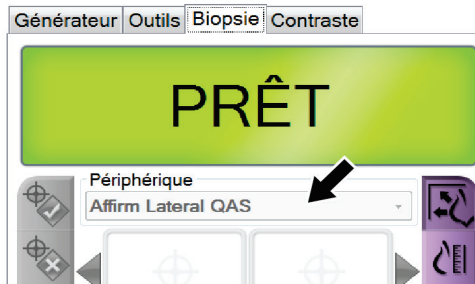 Générateur Outils Biopsie Contraste
PRÊT
Périphérique
Affirm Lateral QAS